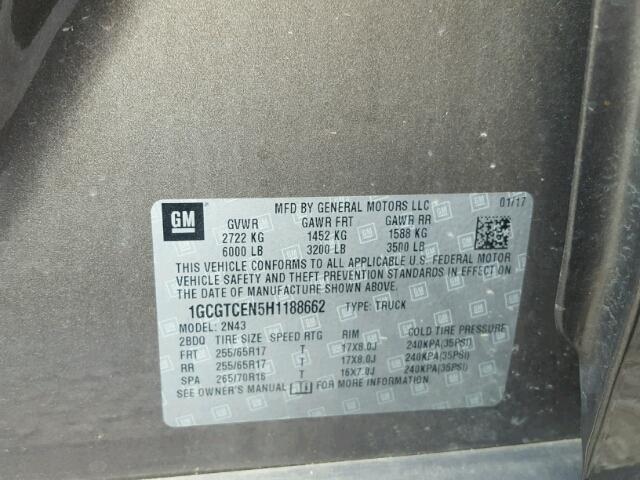 GM
MFD BY GENERAL MOTORS LLC 01/17
GVWR GAWR FRT GAWR RR
2722 KG 1452 KG 1588 KG
6000 LB 3200 LB 3500 LB
THIS VEHICLE CONFORMS TO ALL APPLICABLE U.S. FEDERAL MOTOR
VEHICLE SAFETY AND THEFT PREVENTION STANDARDS IN EFFECT ON
THE DATE OF MANUFACTURE SHOWN ABOVE.
1GCGTCEN5H1188662 TYPE: TRUCK
MODEL: 2N43
2BDQ TIRE SIZE SPEED RTG RIM COLD TIRE PRESSURE
FRT 255/65R17 T 17X8.0J 240KPA(35PSI)
RR 255/65R17 T 17X8.0J 240KPA(35PSI)
SPA 265/70R16 T 16X7.0J 240KPA(35PSI)
SEE OWNER'S MANUAL FOR MORE INFORMATION